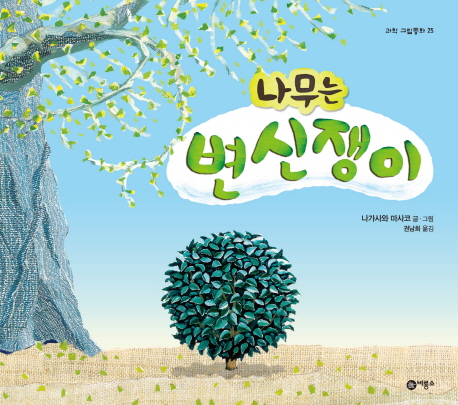 과학 그림동화 25
나무는
변신쟁이
나가사와 마사코 글·그림
권남희 옮김
비룡소